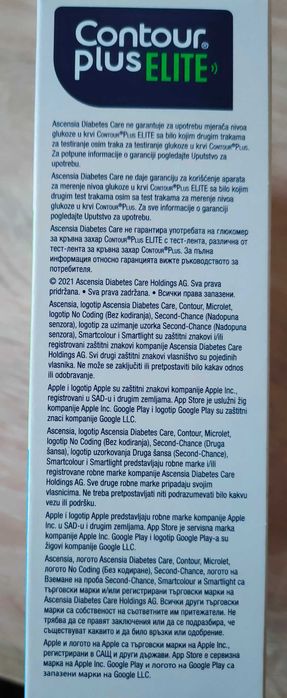 Contour®
plus ELITE
Ascensia Diabetes Care ne garantuje za upotrebu mjerača nivoa
glukoze u krvi CONTOUR®PLUS ELITE sa bilo kojim drugim trakama
za testiranje osim traka za testiranje glukoze u krvi CONTOUR®PLUS.
Za potpune informacije o garanciji pogledajte Uputstvo za
upotrebu.
Ascensia Diabetes Care ne daje garanciju za korišćenje aparata
za merenje nivoa glukoze u krvi CONTOUR®PLUS ELITE sa bilo kojim
drugim test trakama osim sa test trakama za merenje glukoze
u krvi CONTOUR®PLUS. Za sve informacije o garanciji
pogledajte Uputstvo za upotrebu.
Ascensia Diabetes Care не гарантира употребата на глюкомер
за кръвна захар CONTOUR®PLUS ELITE с тест-лента, различна от
тест-лента за кръвна захар CONTOUR®PLUS. За пълна
информация относно гаранцията вижте ръководството за
потребителя.
© 2021 Ascensia Diabetes Care Holdings AG. Sva prava
pridržana. • Sva prava zadržana. • Всички права запазени.
Ascensia, logotip Ascensia Diabetes Care, Contour, Microlet,
logotip No Coding (Bez kodiranja), Second-Chance (Nadopuna
senzora), logotip za uzimanje uzorka Second-Chance (Nadopuna
senzora), Smartcolour i Smartlight su zaštitni znakovi i/ili
registrovani zaštitni znakovi kompanije Ascensia Diabetes Care
Holdings AG. Svi drugi zaštitni znakovi vlasništvo su pojedinih
vlasnika. Ne može se zaključiti ili pretpostaviti bilo kakav odnos
ili odobravanje.
Apple i logotip Apple su zaštitni znakovi kompanije Apple Inc.,
registrovani u SAD-u i drugim zemljama. App Store je uslužni žig
kompanije Apple Inc. Google Play i logotip Google Play su zaštitni
znaci kompanije Google LLC.
Ascensia, logotip Ascensia Diabetes Care, Contour, Microlet,
logotip No Coding (Bez kodiranja), Second-Chance (Druga
šansa), logotip uzorkovanja Druga šansa (Second-Chance),
Smartcolour i Smartlight predstavljaju robne marke i/ili
registrovane robne marke kompanije Ascensia Diabetes Care
Holdings AG. Sve druge robne marke pripadaju svojim
vlasnicima. Ne treba pretpostavljati niti podrazumevati bilo kakvu
vezu ili podršku.
Apple i logotip Apple predstavljaju robne marke kompanije Apple
Inc. u SAD-u i drugim zemljama. App Store je servisna marka
kompanije Apple Inc. Google Play i logotip Google Play-a su
žigovi kompanije Google LLC.
Ascensia, логото Ascensia Diabetes Care, Contour, Microlet,
логото No Coding (Без кодиране), Second-Chance, логото на
Вземане на проба Second-Chance, Smartcolour и Smartlight са
търговски марки и/или регистрирани търговски марки на
Ascensia Diabetes Care Holdings AG. Всички други търговски
марки са собственост на съответните им притежатели. Не
трябва да се правят заключения или да се подразбира, че
съществуват каквито и да било връзки или одобрение.
Apple и логото на Apple са търговски марки на Apple Inc.,
регистрирани в САЩ и други държави. App Store е сервизна
марка на Apple Inc. Google Play и логото на Google Play са
запазени марки на Google LLC.